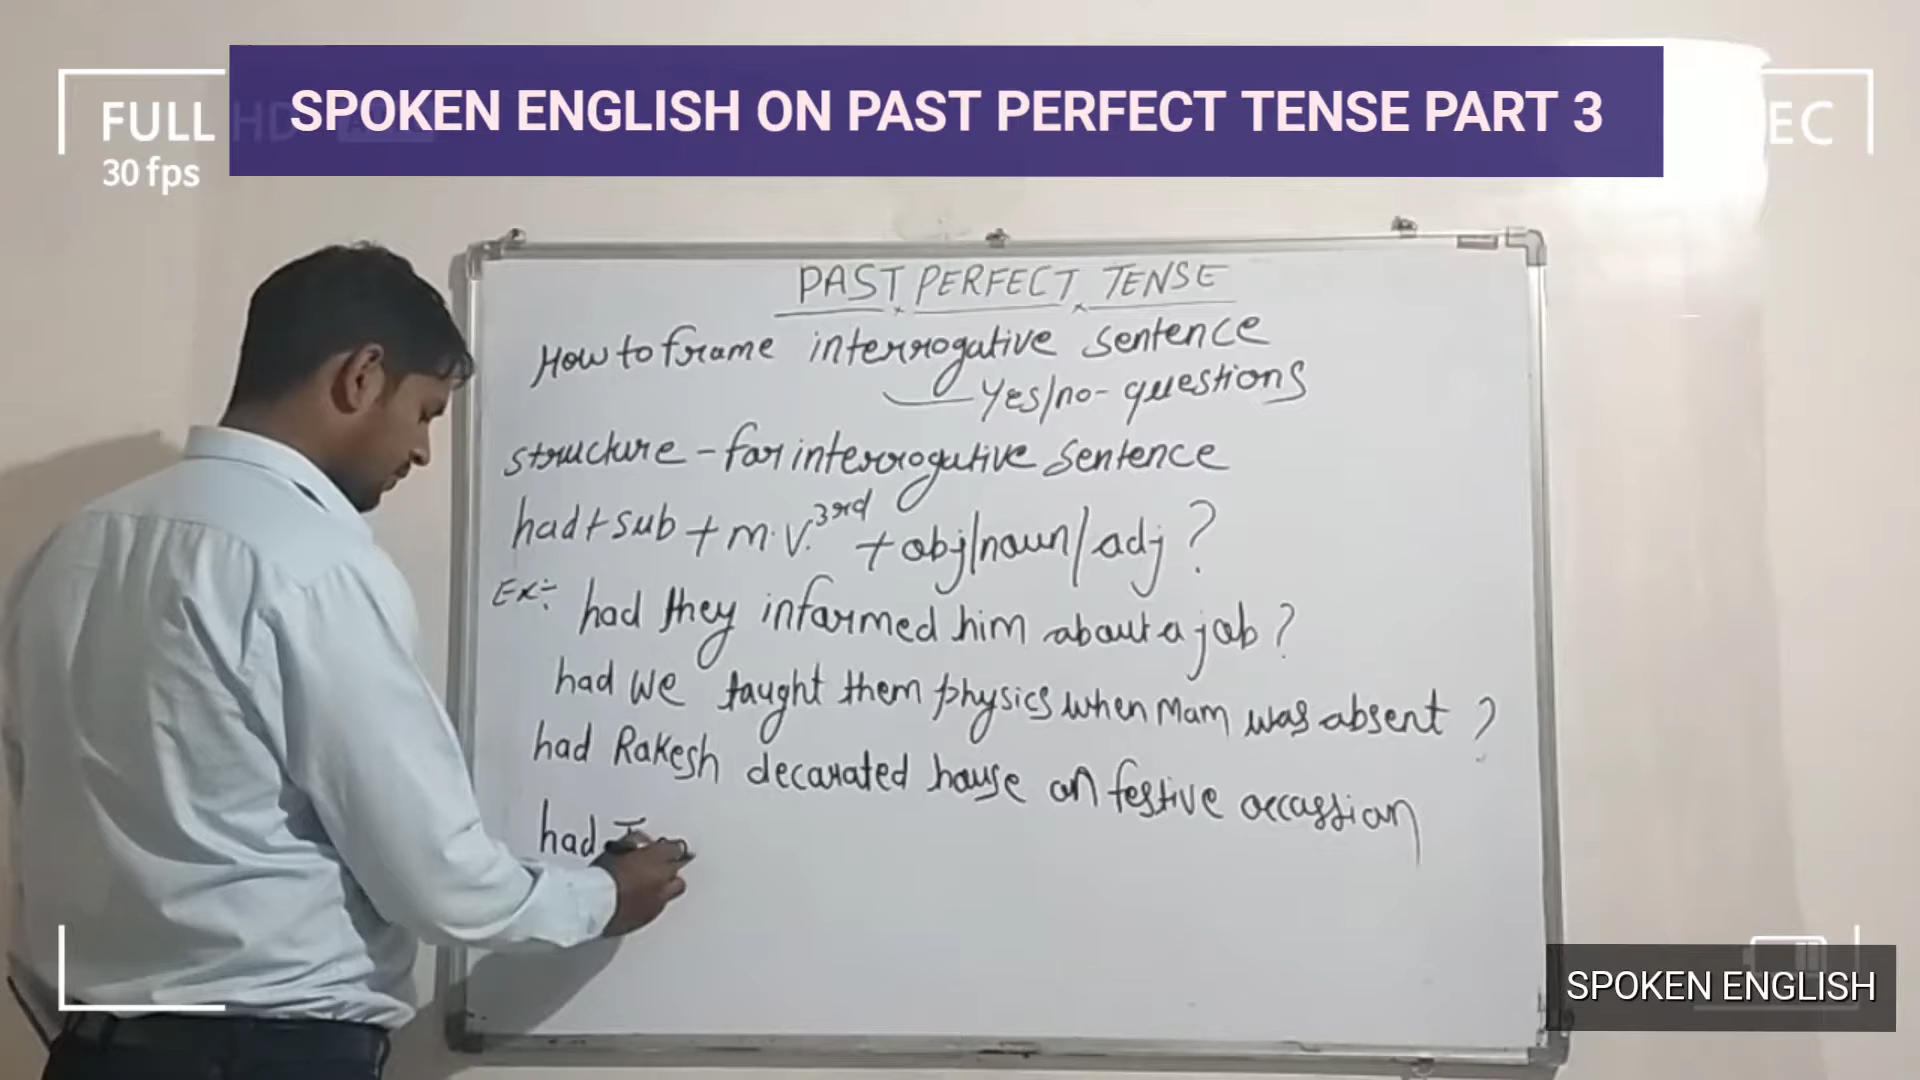 SPOKEN ENGLISH ON PAST PERFECT TENSE PART 3
FULL HD
EC
30 fps
PAST PERFECT TENSE
How to frame interrogative sentence
Yes/no- questions
structure - for interrogative sentence
had + sub + m.v. 3rd + obj/noun/adj ?
Ex:- had they informed him about a job ?
had we taught them physics when Mam was absent ?
had Rakesh decorated house on festive occassion
had
SPOKEN ENGLISH